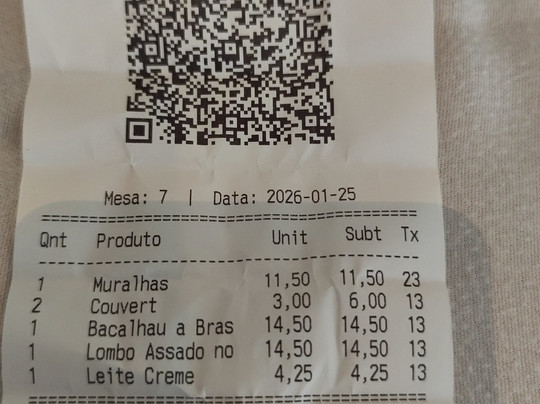 Mesa: 7 | Data: 2026-01-25
==============================
Qnt Produto Unit Subt Tx
------------------------------
1 Muralhas 11,50 11,50 23
2 Couvert 3,00 6,00 13
1 Bacalhau a Bras 14,50 14,50 13
1 Lombo Assado no 14,50 14,50 13
1 Leite Creme 4,25 4,25 13
==============================